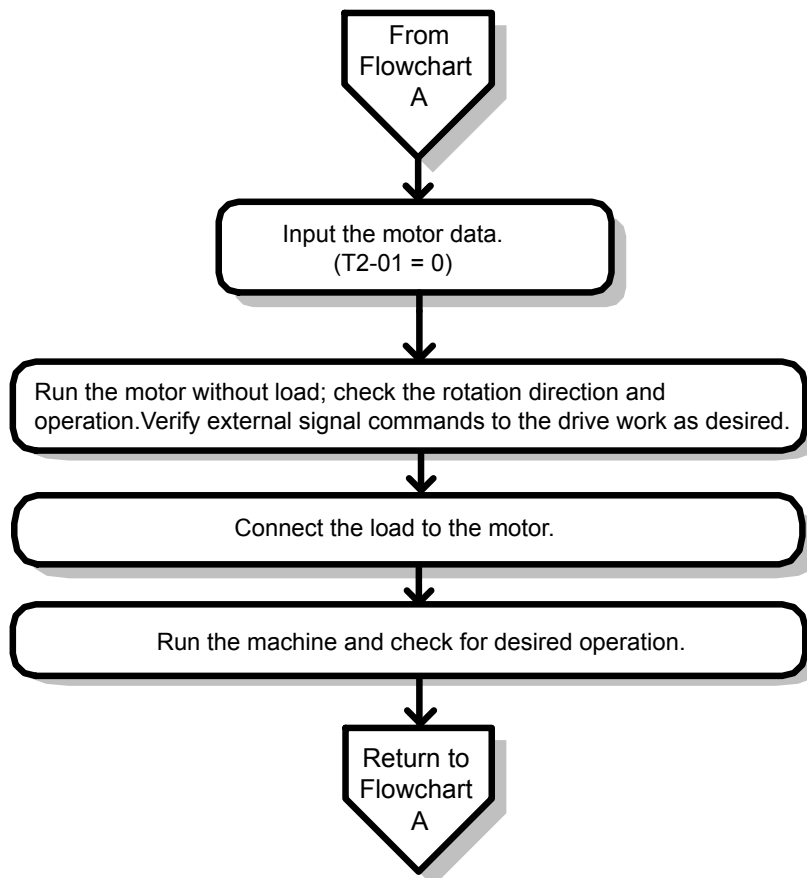 From
Flowchart
A
Input the motor data.
(T2-01 = 0)
Run the motor without load; check the rotation direction and
operation.Verify external signal commands to the drive work as desired.
Connect the load to the motor.
Run the machine and check for desired operation.
Return to
Flowchart
A